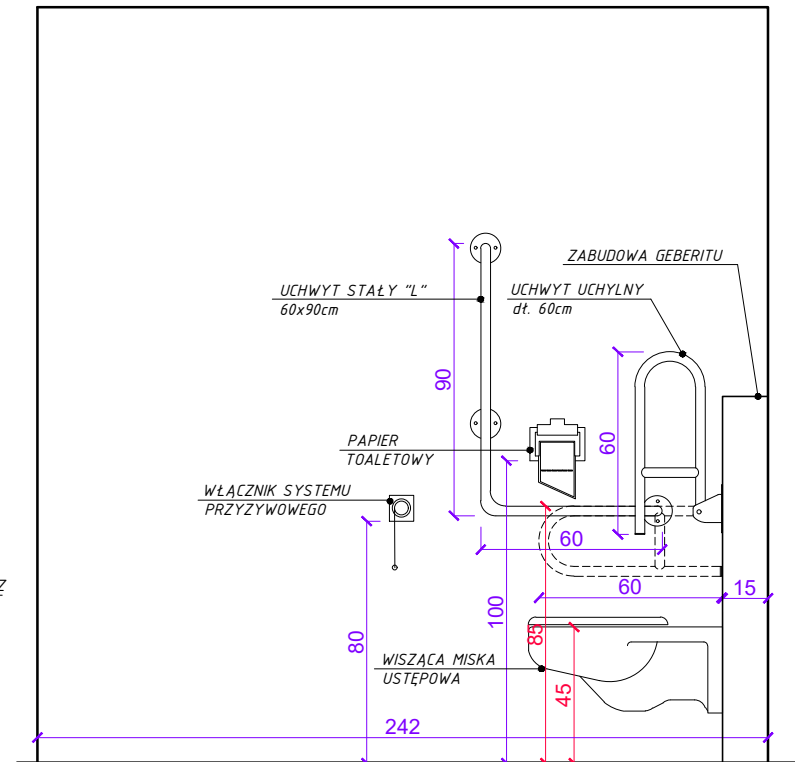 ZABUDOWA GEBERITU
UCHWYT STAŁY "L"
60x90cm
UCHWYT UCHYLNY
dł. 60cm
90
60
PAPIER
TOALETOWY
WŁĄCZNIK SYSTEMU
PRZYZYWOWEGO
60
60
15
80
100
85
45
WISZĄCA MISKA
USTĘPOWA
242